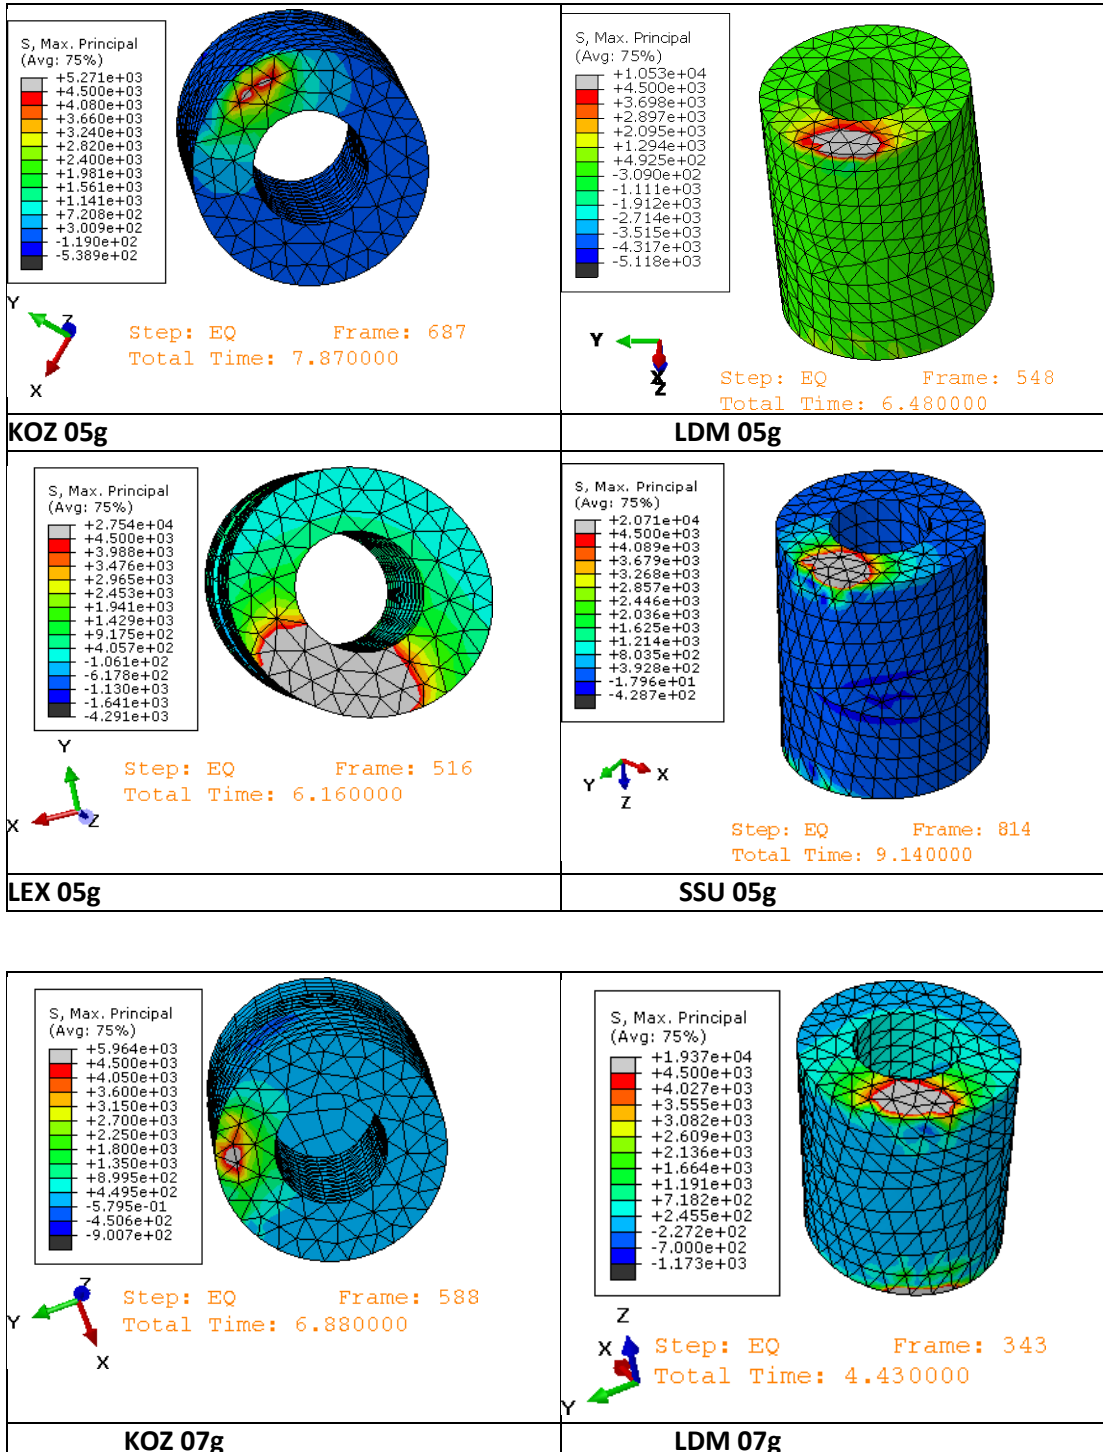 S, Max. Principal
(Avg: 75%)
+5.271e+03
+4.500e+03
+4.080e+03
+3.660e+03
+3.240e+03
+2.820e+03
+2.400e+03
+1.981e+03
+1.561e+03
+1.141e+03
+7.208e+02
+3.009e+02
-1.190e+02
-5.389e+02
Y
Z
X
Step: EQ Frame: 687
Total Time: 7.870000
S, Max. Principal
(Avg: 75%)
+1.053e+04
+4.500e+03
+3.698e+03
+2.897e+03
+2.095e+03
+1.294e+03
+4.925e+02
-3.090e+02
-1.111e+03
-1.912e+03
-2.714e+03
-3.515e+03
-4.317e+03
-5.118e+03
Y
X
Z
Step: EQ Frame: 548
Total Time: 6.480000
KOZ 05g
LDM 05g
S, Max. Principal
(Avg: 75%)
+2.754e+04
+4.500e+03
+3.988e+03
+3.476e+03
+2.965e+03
+2.453e+03
+1.941e+03
+1.429e+03
+9.175e+02
+4.057e+02
-1.061e+02
-6.178e+02
-1.130e+03
-1.641e+03
-4.291e+03
Y
X
Z
Step: EQ Frame: 516
Total Time: 6.160000
S, Max. Principal
(Avg: 75%)
+2.071e+04
+4.500e+03
+4.089e+03
+3.679e+03
+3.268e+03
+2.857e+03
+2.446e+03
+2.036e+03
+1.625e+03
+1.214e+03
+8.035e+02
+3.928e+02
-1.796e+01
-4.287e+02
Y
X
Z
Step: EQ Frame: 814
Total Time: 9.140000
LEX 05g
SSU 05g
S, Max. Principal
(Avg: 75%)
+5.964e+03
+4.500e+03
+4.050e+03
+3.600e+03
+3.150e+03
+2.700e+03
+2.250e+03
+1.800e+03
+1.350e+03
+8.995e+02
+4.495e+02
-5.795e-01
-4.506e+02
-9.007e+02
Z
Y
X
Step: EQ Frame: 588
Total Time: 6.880000
S, Max. Principal
(Avg: 75%)
+1.937e+04
+4.500e+03
+4.027e+03
+3.555e+03
+3.082e+03
+2.609e+03
+2.136e+03
+1.664e+03
+1.191e+03
+7.182e+02
+2.455e+02
-2.272e+02
-7.000e+02
-1.173e+03
Z
X
Y
Step: EQ Frame: 343
Total Time: 4.430000
KOZ 07g
LDM 07g